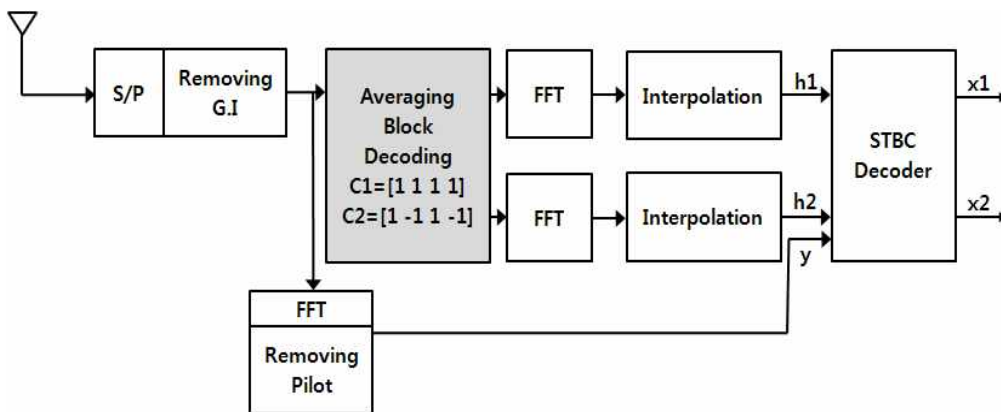 S/P
Removing
G.I
Averaging
Block
Decoding
C1=[1 1 1 1]
C2=[1 -1 1 -1]
FFT
Interpolation
h1
FFT
Interpolation
h2
y
STBC
Decoder
x1
x2
FFT
Removing
Pilot